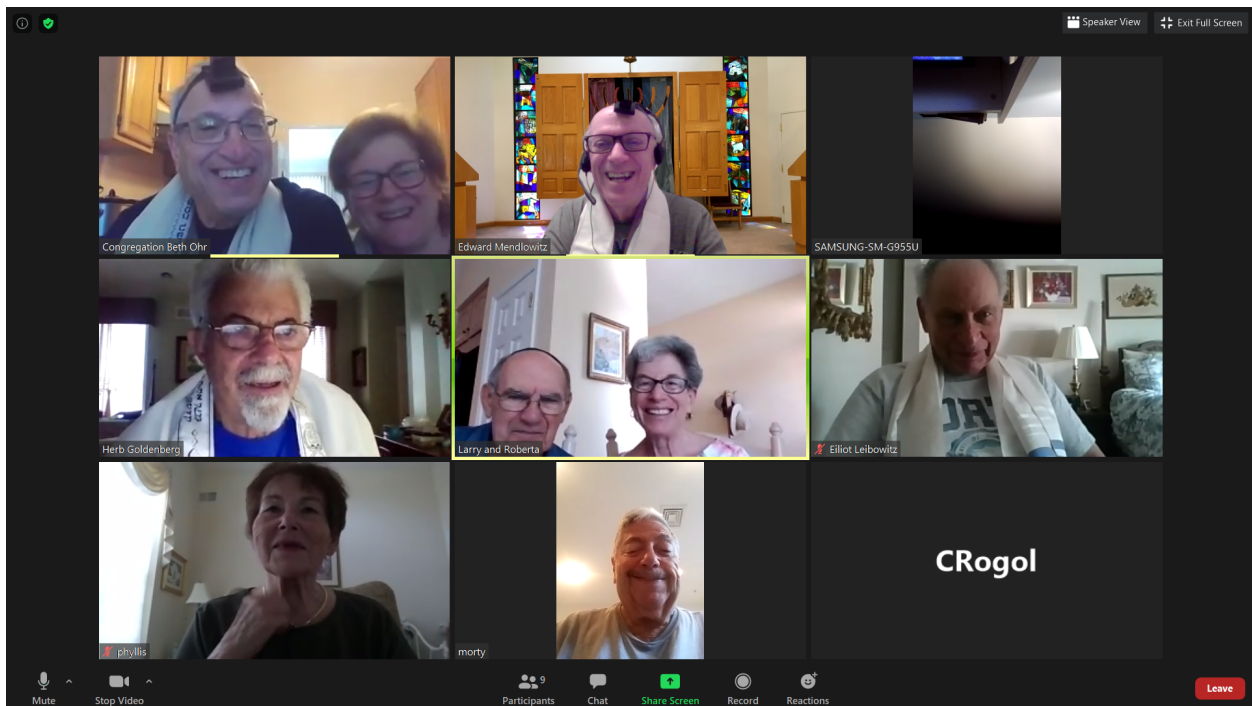 Speaker View
Exit Full Screen
Congregation Beth Ohr
Edward Mendlowitz
SAMSUNG-SM-G955U
Herb Goldenberg
Larry and Roberta
Eiliot Leibowitz
phyllis
morty
CRogol
Mute
Stop Video
Participants
9
Chat
Share Screen
Record
Reactions
Leave